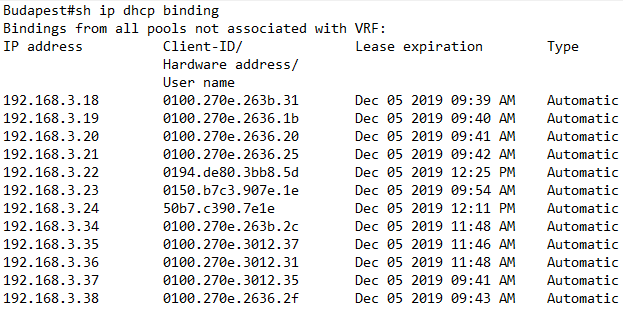 Budapest#sh ip dhcp binding
Bindings from all pools not associated with VRF:
IP address Client-ID/ Lease expiration Type
Hardware address/
User name
192.168.3.18 0100.270e.263b.31 Dec 05 2019 09:39 AM Automatic
192.168.3.19 0100.270e.2636.1b Dec 05 2019 09:40 AM Automatic
192.168.3.20 0100.270e.2636.20 Dec 05 2019 09:41 AM Automatic
192.168.3.21 0100.270e.2636.25 Dec 05 2019 09:42 AM Automatic
192.168.3.22 0194.de80.3bb8.5d Dec 05 2019 12:25 PM Automatic
192.168.3.23 0150.b7c3.907e.1e Dec 05 2019 09:54 AM Automatic
192.168.3.24 50b7.c390.7e1e Dec 05 2019 12:11 PM Automatic
192.168.3.34 0100.270e.263b.2c Dec 05 2019 11:48 AM Automatic
192.168.3.35 0100.270e.3012.37 Dec 05 2019 11:46 AM Automatic
192.168.3.36 0100.270e.3012.31 Dec 05 2019 11:48 AM Automatic
192.168.3.37 0100.270e.3012.35 Dec 05 2019 09:41 AM Automatic
192.168.3.38 0100.270e.2636.2f Dec 05 2019 09:43 AM Automatic